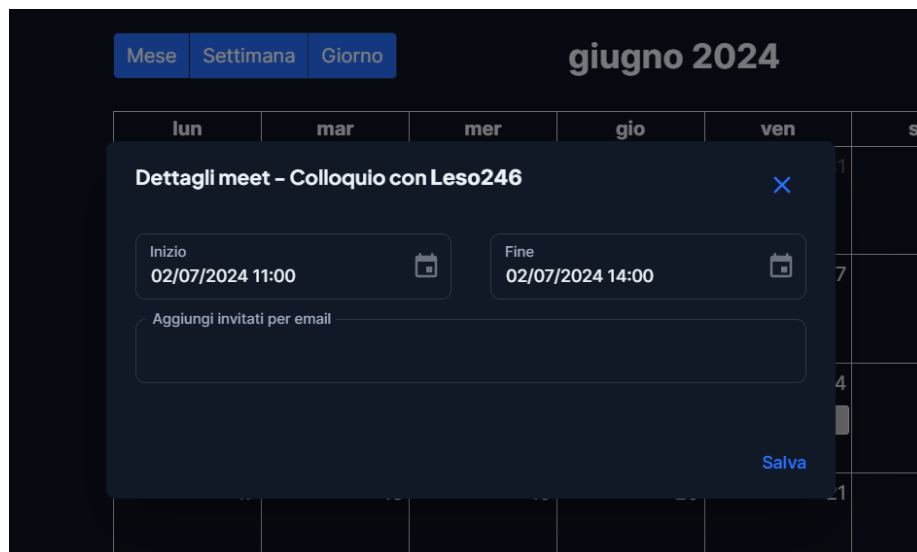 Mese Settimana Giorno
giugno 2024
lun mar mer gio ven
Dettagli meet – Colloquio con Leso246
Inizio
02/07/2024 11:00
Fine
02/07/2024 14:00
Aggiungi invitati per email
Salva
7
4
21